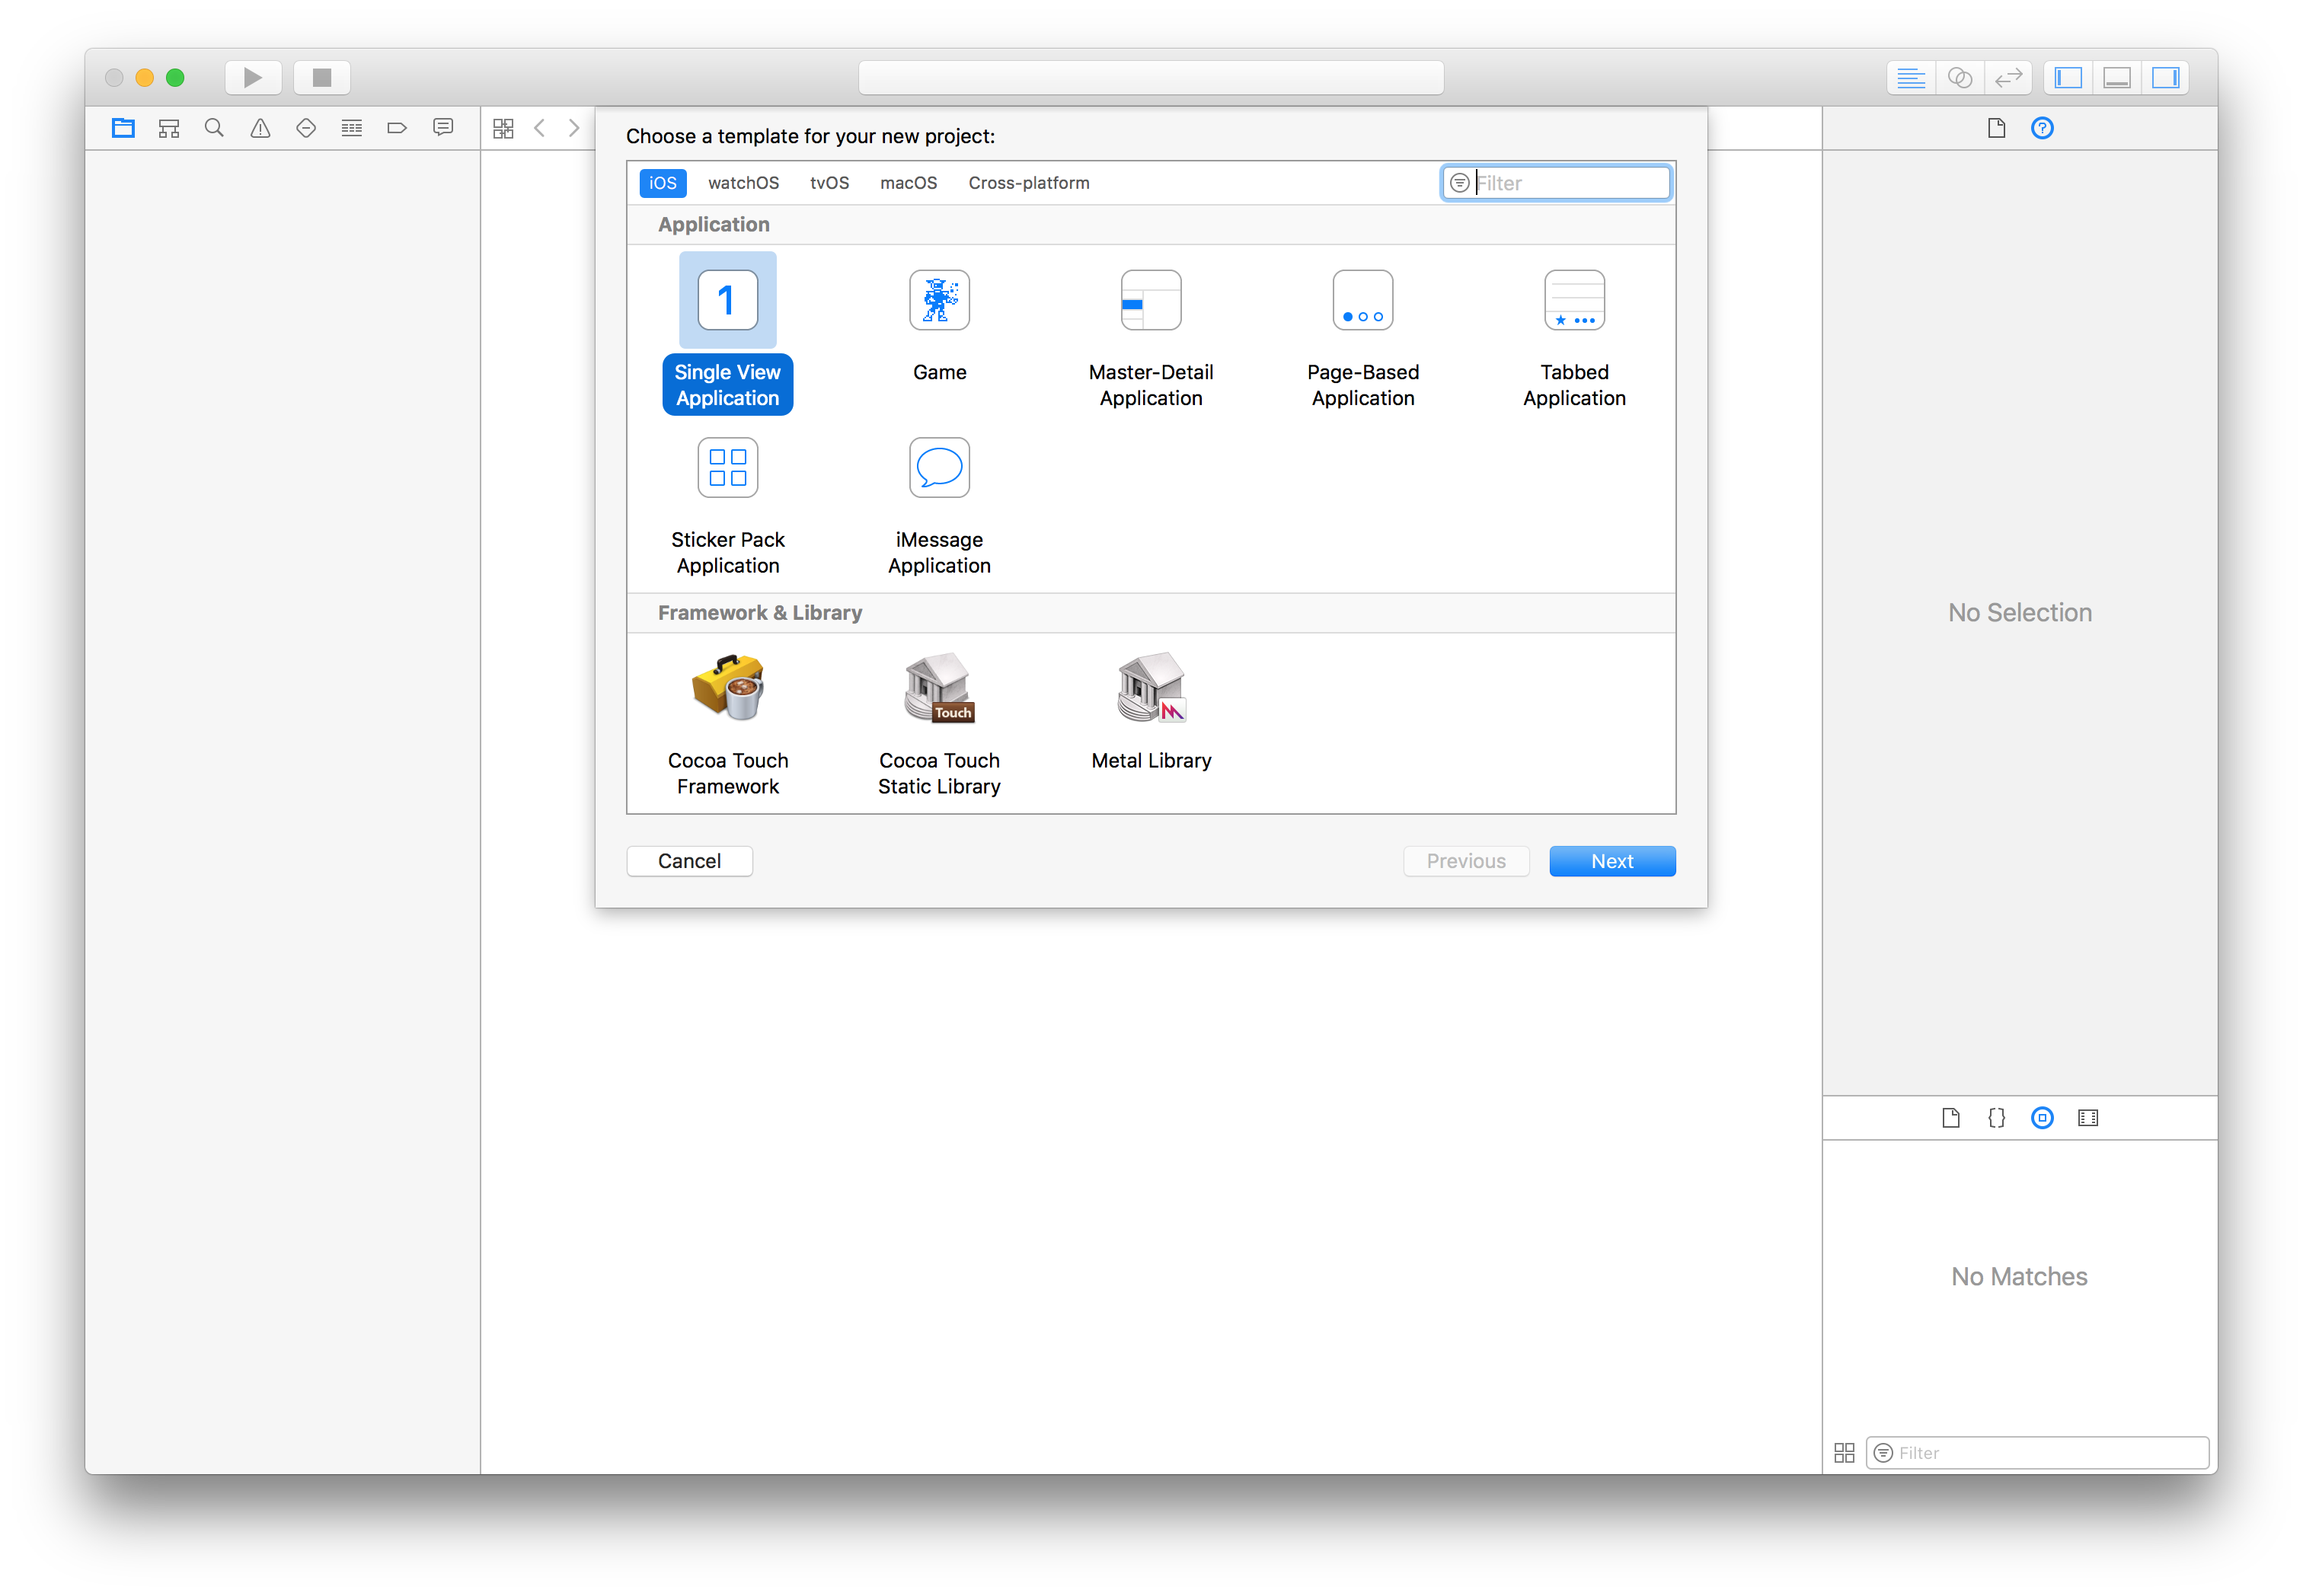 Choose a template for your new project:
iOS watchOS tvOS macOS Cross-platform Filter
Application
1
Single View
Application
Game
Master-Detail
Application
Page-Based
Application
Tabbed
Application
Sticker Pack
Application
iMessage
Application
Framework & Library
Touch
Cocoa Touch
Framework
Cocoa Touch
Static Library
Metal Library
Cancel
Previous
Next
No Selection
{}
No Matches
Filter